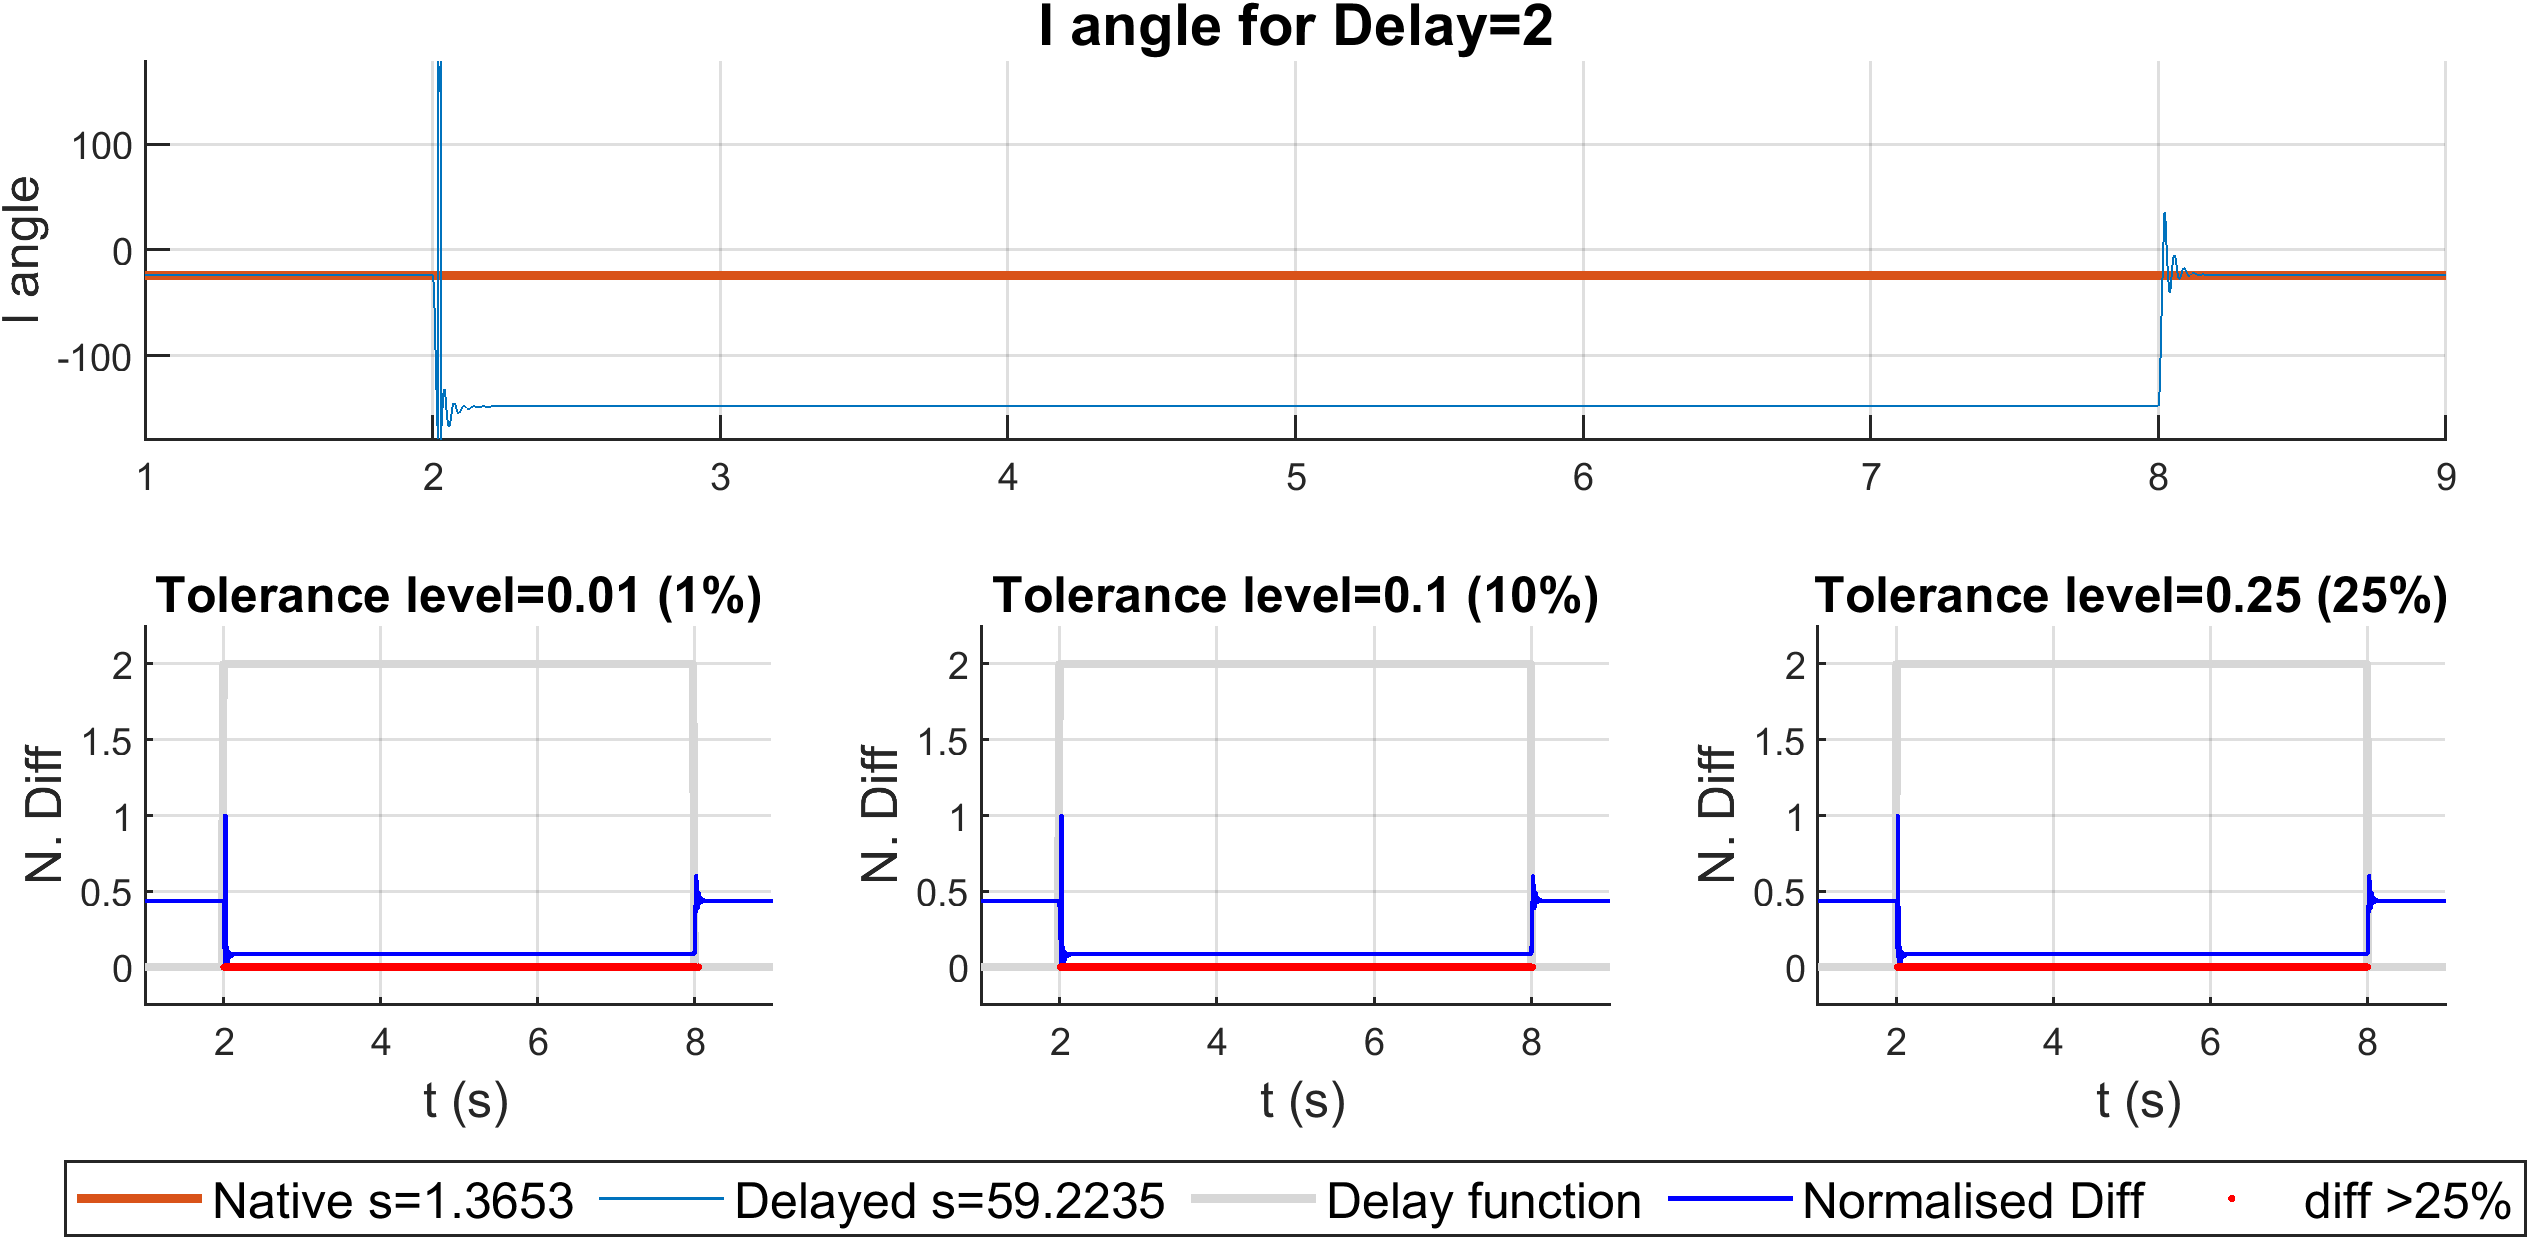 I angle for Delay=2
I angle
100
0
-100
1 2 3 4 5 6 7 8 9
Tolerance level=0.01 (1%)
N. Diff
2
1.5
1
0.5
0
2 4 6 8
t (s)
Tolerance level=0.1 (10%)
N. Diff
2
1.5
1
0.5
0
2 4 6 8
t (s)
Tolerance level=0.25 (25%)
N. Diff
2
1.5
1
0.5
0
2 4 6 8
t (s)
Native s=1.3653 Delayed s=59.2235 Delay function Normalised Diff diff >25%